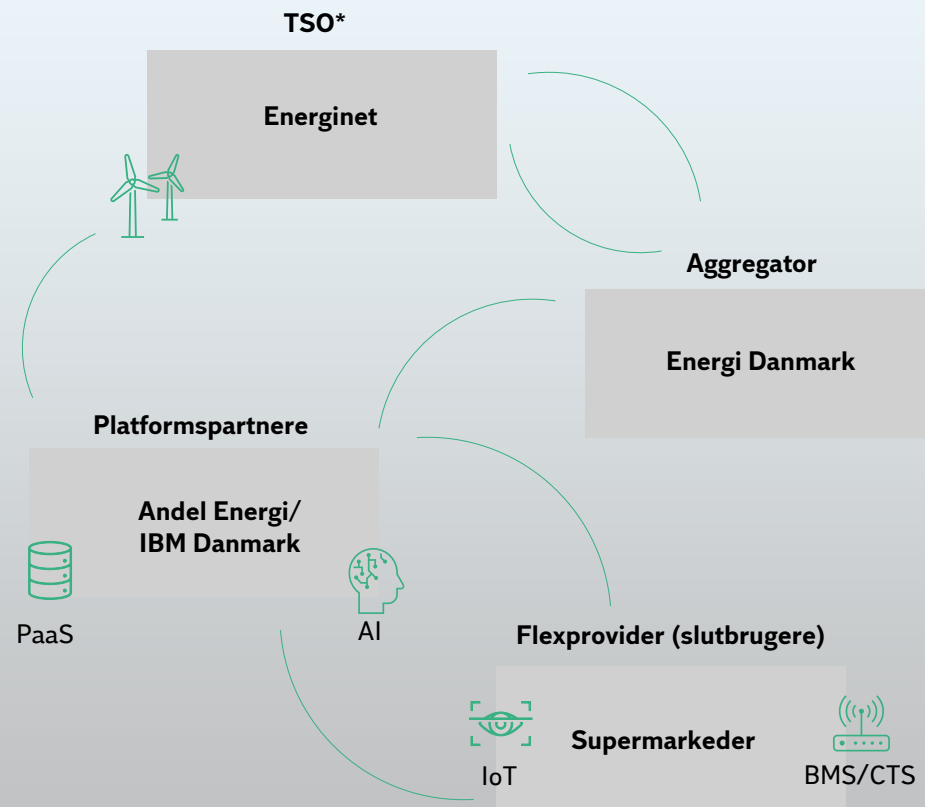 TSO*
Energinet
Aggregator
Energi Danmark
Platformspartnere
Andel Energi/
IBM Danmark
PaaS
AI
Flexprovider (slutbrugere)
Supermarkeder
IoT
BMS/CTS